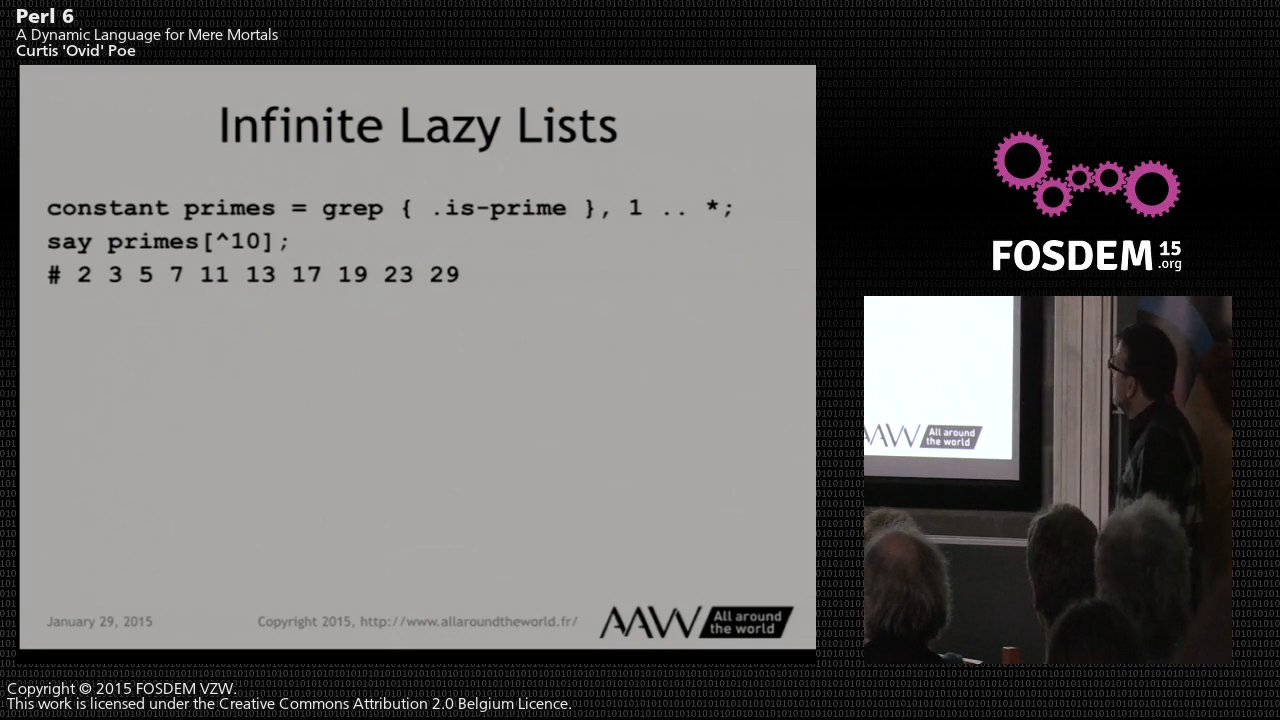 Perl 6
A Dynamic Language for Mere Mortals
Curtis 'Ovid' Poe
Infinite Lazy Lists
constant primes = grep { .is-prime }, 1 .. *;
say primes[^10];
# 2 3 5 7 11 13 17 19 23 29
January 29, 2015
Copyright 2015, http://www.allaroundtheworld.fr/
AAW All around
the world
FOSDEM 15
.org
AAW All around
the world
Copyright © 2015 FOSDEM VZW.
This work is licensed under the Creative Commons Attribution 2.0 Belgium Licence.